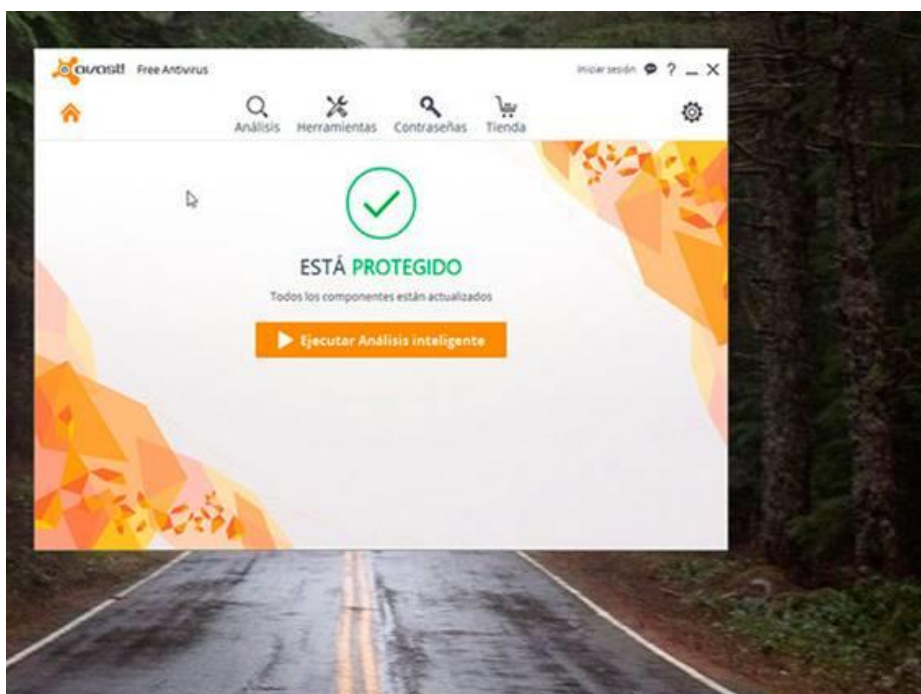 avast! Free Antivirus
Iniciar sesión ?
Análisis Herramientas Contraseñas Tienda
ESTÁ PROTEGIDO
Todos los componentes están actualizados
Ejecutar Análisis inteligente